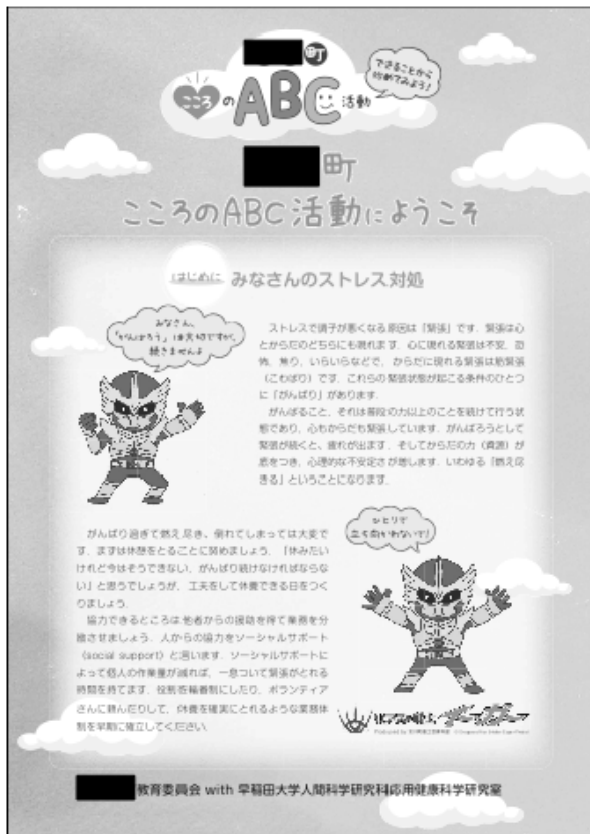 町
こころのABC活動
できることから
始めてみよう!
町
こころのABC活動にようこそ
はじめに みなさんのストレス対処
みなさん、
「がんばろう」は大切ですが、
続きませんよ
ストレスで調子が悪くなる原因は「緊張」です。緊張は心
とからだのどちらにも現れます。心に現れる緊張は不安、恐
怖、焦り、いらいらなどで、からだに現れる緊張は筋緊張
(こわばり)です。これらの緊張状態が起こる条件のひとつ
に「がんばり」があります。
がんばること、それは普段の力以上のことを続けて行う状
態であり、心もからだも緊張しています。がんばろうとして
緊張が続くと、疲れが出ます。そしてからだの力(資源)が
底をつき、心理的な不安定さが増します。いわゆる「燃え尽
きる」ということになります。
がんばり過ぎて燃え尽き、倒れてしまっては大変で
す。まずは休憩をとることに努めましょう。「休みたい
けれど今はそうできない、がんばり続けなければならな
い」と思うでしょうが、工夫をして休養できる日をつく
りましょう。
協力できるところは他者からの援助を得て業務を分
担させましょう。人からの協力をソーシャルサポート
(social support)と言います。ソーシャルサポートに
よって個人の作業量が減れば、一息ついて緊張がとれる
時間を持てます。役割を輪番制にしたり、ボランティア
さんに頼んだりして、休養を確実にとれるような業務体
制を早期に確立してください。
ひとりで
立ち向かわないで!
教育委員会 with 早稲田大学人間科学研究科応用健康科学研究室